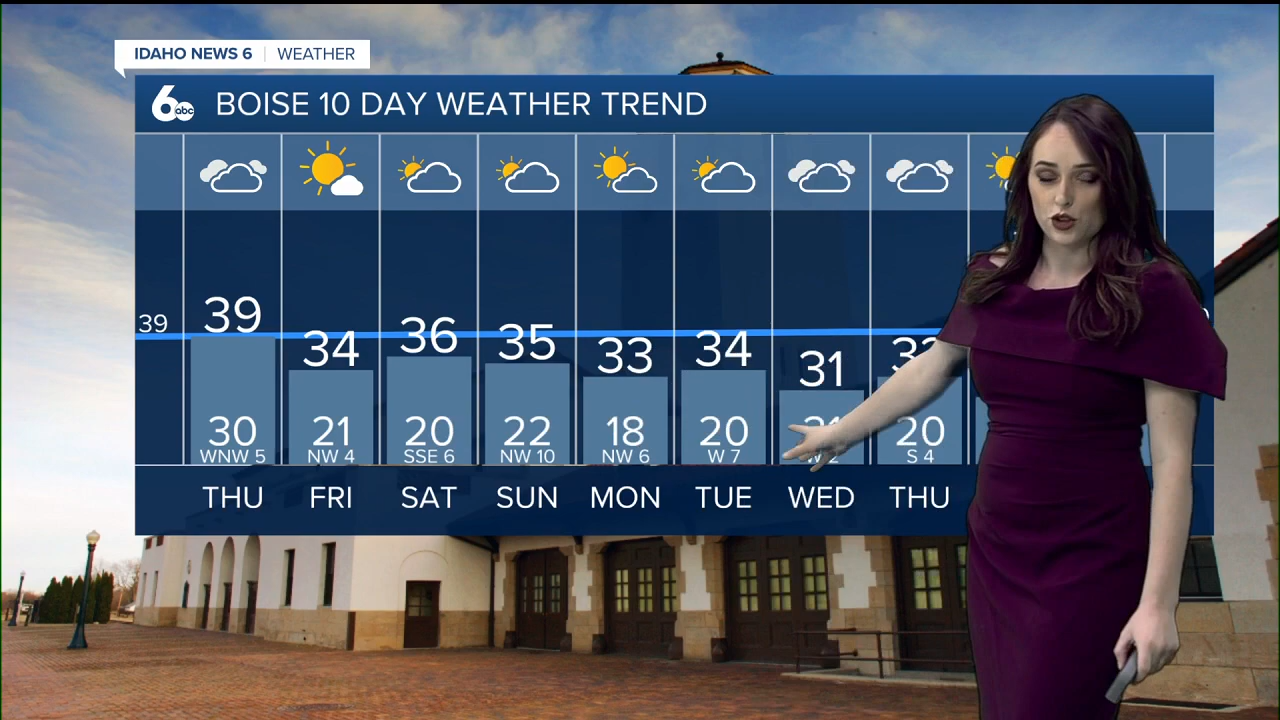 IDAHO NEWS 6 | WEATHER
6 abc BOISE 10 DAY WEATHER TREND
39
39 34 36 35 33 34 31
30 21 20 22 18 20 20
WNW 5 NW 4 SSE 6 NW 10 NW 6 W 7 S 4
THU FRI SAT SUN MON TUE WED THU